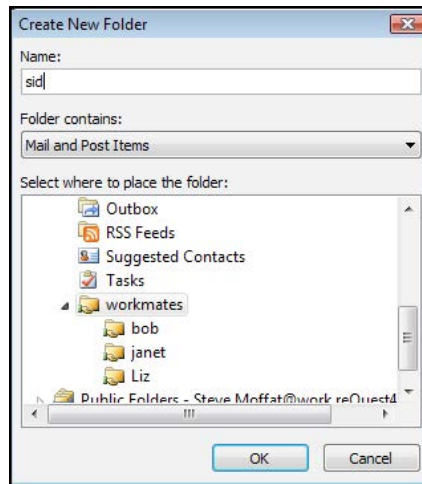 Create New Folder
Name:
sid
Folder contains:
Mail and Post Items
Select where to place the folder:
Outbox
RSS Feeds
Suggested Contacts
Tasks
workmates
bob
janet
Liz
Public Folders - Steve Moffat@work.reQuest4
OK
Cancel